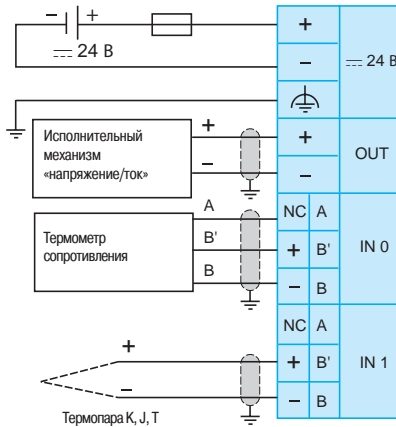 − +
+
⎓ 24 В
−
⎓ 24 В
Исполнительный
механизм
«напряжение/ток»
+
+
−
−
OUT
Термометр
сопротивления
A
NC A
B'
+ B'
B
− B
IN 0
NC A
+
+ B'
−
− B
IN 1
Термопара K, J, T